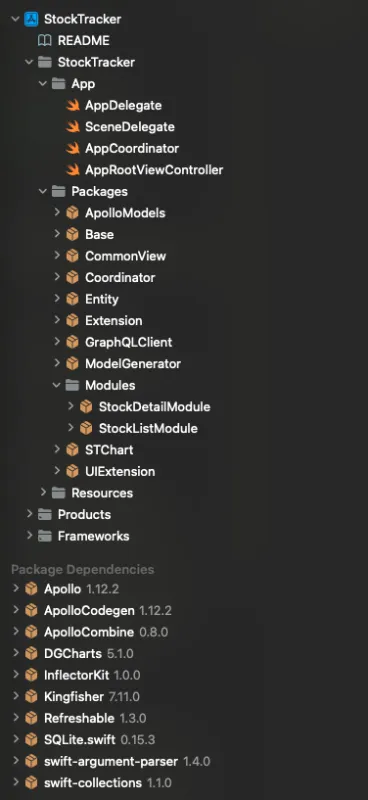 StockTracker
README
StockTracker
App
AppDelegate
SceneDelegate
AppCoordinator
AppRootViewController
Packages
ApolloModels
Base
CommonView
Coordinator
Entity
Extension
GraphQLClient
ModelGenerator
Modules
StockDetailModule
StockListModule
STChart
UIExtension
Resources
Products
Frameworks
Package Dependencies
Apollo 1.12.2
ApolloCodegen 1.12.2
ApolloCombine 0.8.0
DGCharts 5.1.0
InflectorKit 1.0.0
Kingfisher 7.11.0
Refreshable 1.3.0
SQLite.swift 0.15.3
swift-argument-parser 1.4.0
swift-collections 1.1.0